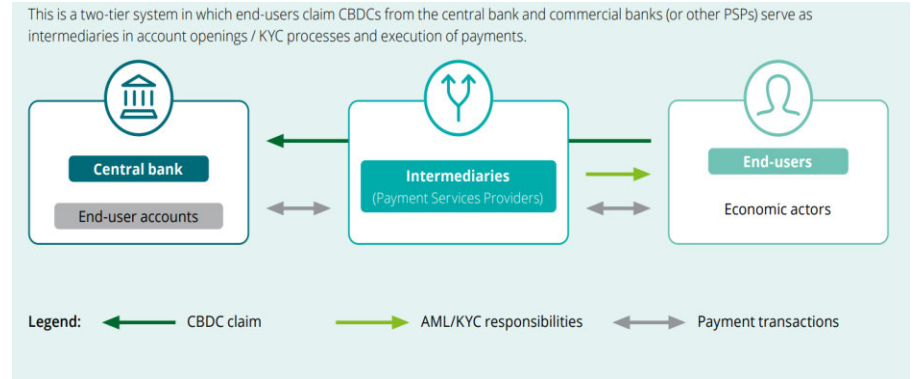 This is a two-tier system in which end-users claim CBDCs from the central bank and commercial banks (or other PSPs) serve as
intermediaries in account openings / KYC processes and execution of payments.
Central bank
End-user accounts
Intermediaries
(Payment Services Providers)
End-users
Economic actors
Legend:
CBDC claim
AML/KYC responsibilities
Payment transactions